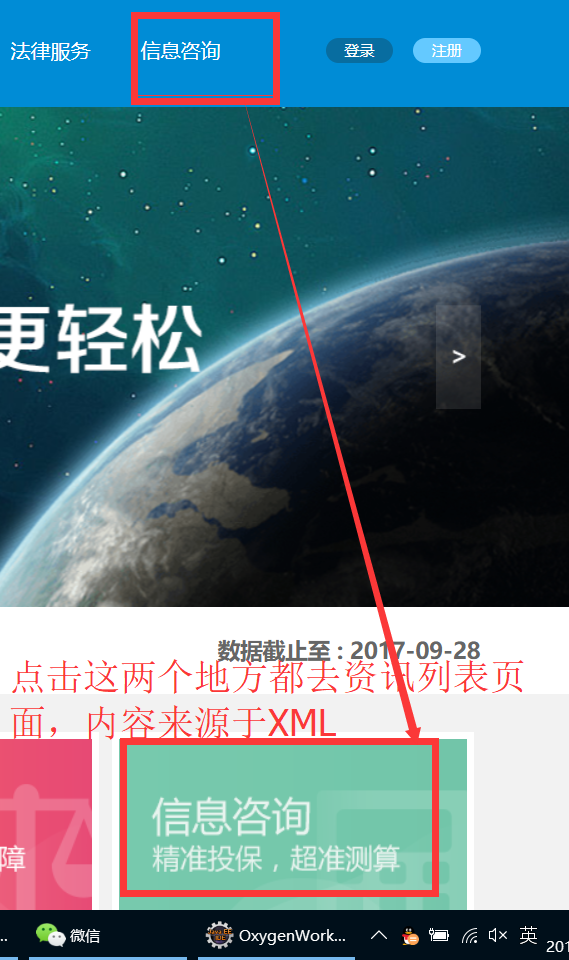 法律服务
信息咨询
登录
注册
更轻松
>
数据截止至 : 2017-09-28
点击这两个地方都去资讯列表页
面，内容来源于XML
信息咨询
障
精准投保，超准测算
...
微信
OxygenWork...
英
201